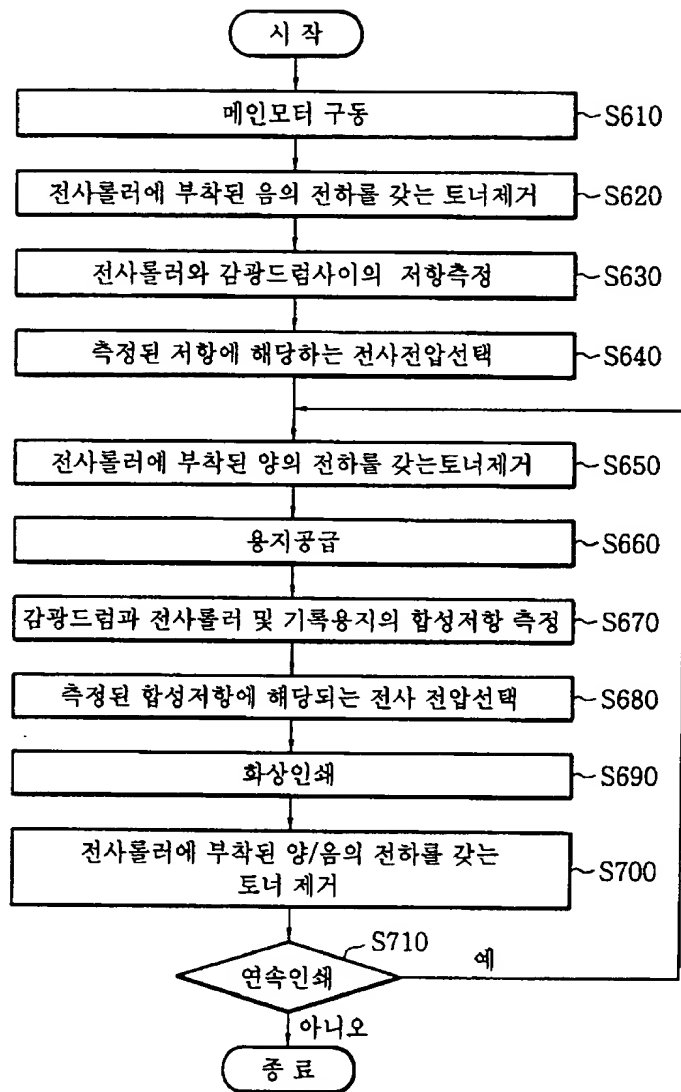 시 작
메인모터 구동
S610
전사롤러에 부착된 음의 전하를 갖는 토너제거
S620
전사롤러와 감광드럼사이의 저항측정
S630
측정된 저항에 해당하는 전사전압선택
S640
전사롤러에 부착된 양의 전하를 갖는토너제거
S650
용지공급
S660
감광드럼과 전사롤러 및 기록용지의 합성저항 측정
S670
측정된 합성저항에 해당되는 전사 전압선택
S680
화상인쇄
S690
전사롤러에 부착된 양/음의 전하를 갖는
토너 제거
S700
S710
연속인쇄
예
아니오
종 료